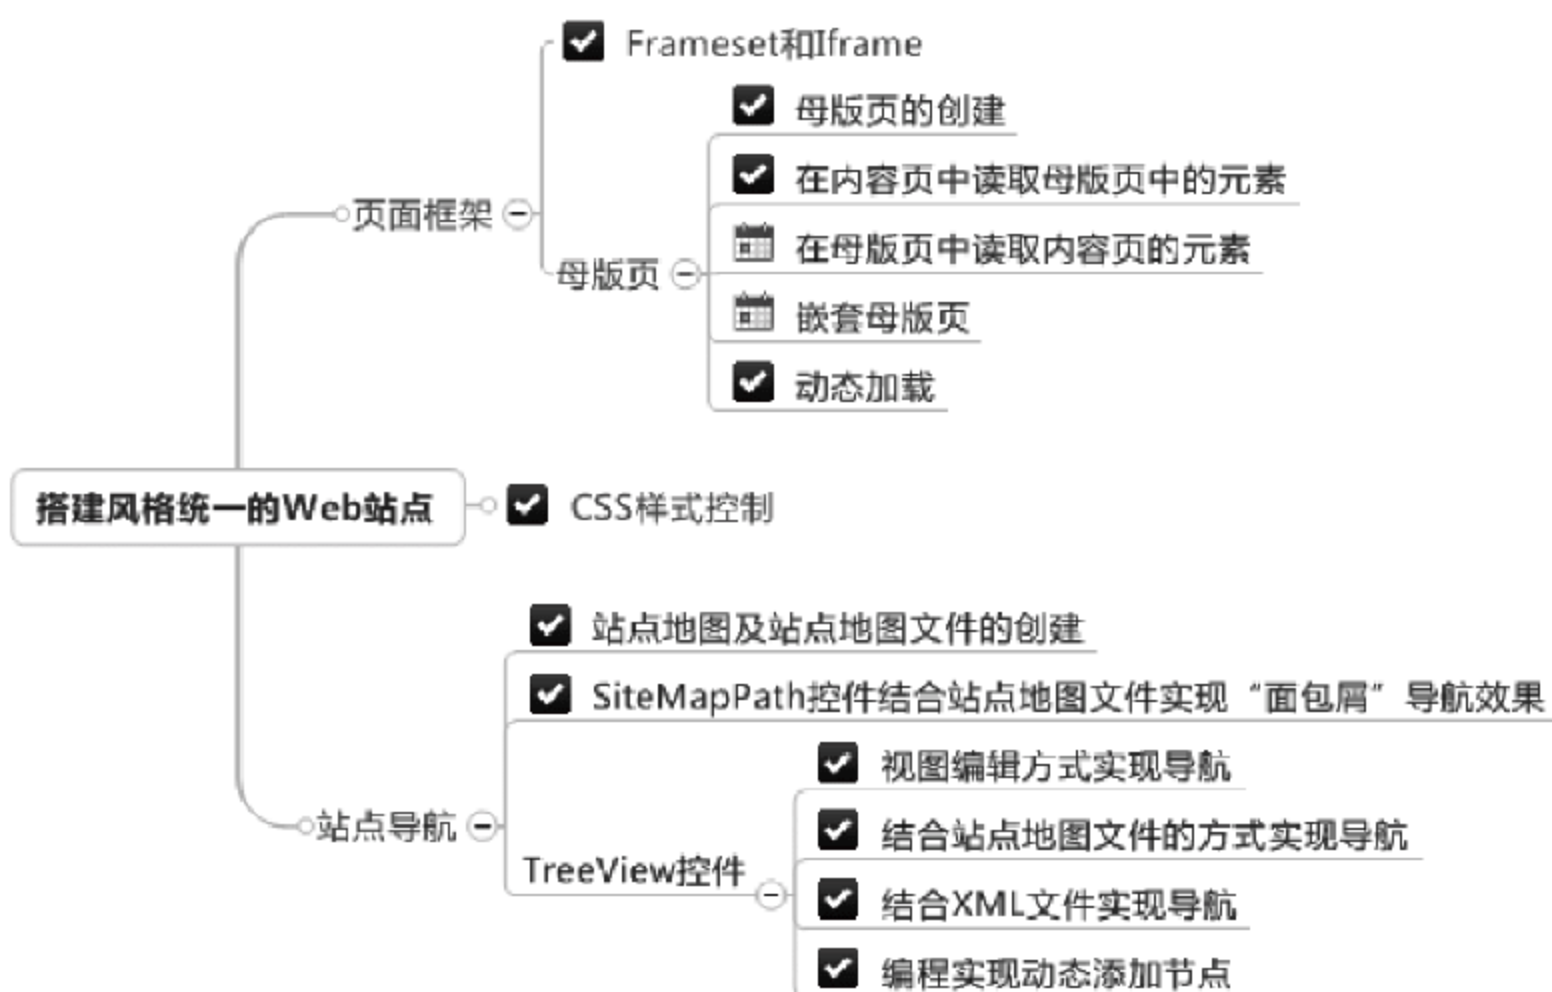 Frameset和Iframe
母版页的创建
在内容页中读取母版页中的元素
页面框架
在母版页中读取内容页的元素
母版页
嵌套母版页
动态加载
搭建风格统一的Web站点
CSS样式控制
站点地图及站点地图文件的创建
SiteMapPath控件结合站点地图文件实现“面包屑”导航效果
视图编辑方式实现导航
站点导航
结合站点地图文件的方式实现导航
TreeView控件
结合XML文件实现导航
编程实现动态添加节点